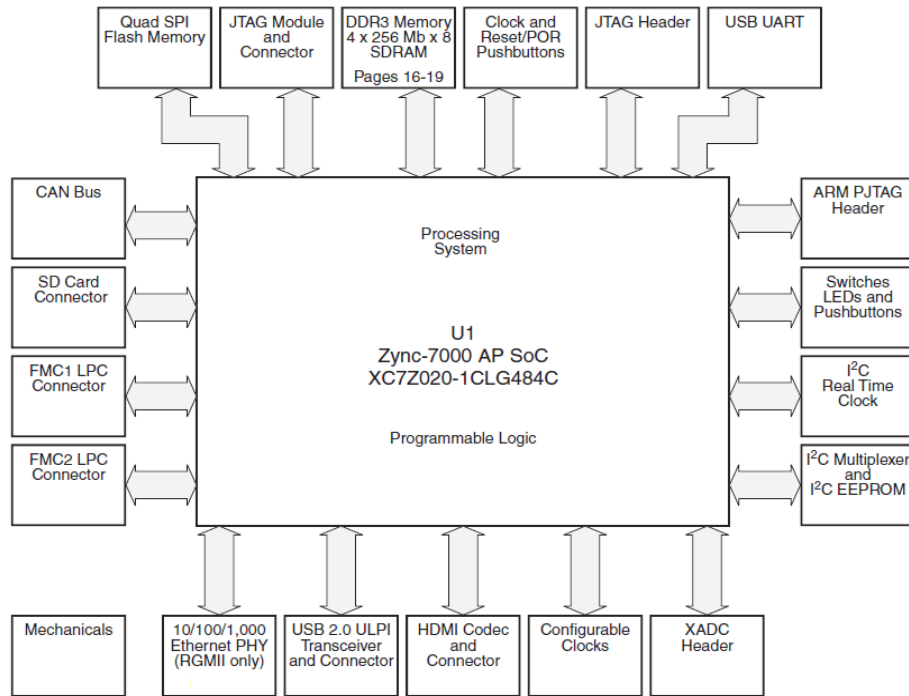 Quad SPI
Flash Memory
JTAG Module
and
Connector
DDR3 Memory
4 x 256 Mb x 8
SDRAM
Pages 16-19
Clock and
Reset/POR
Pushbuttons
JTAG Header
USB UART
CAN Bus
SD Card
Connector
FMC1 LPC
Connector
FMC2 LPC
Connector
Processing
System
U1
Zync-7000 AP SoC
XC7Z020-1CLG484C
Programmable Logic
ARM PJTAG
Header
Switches
LEDs and
Pushbuttons
I²C
Real Time
Clock
I²C Multiplexer
and
I²C EEPROM
Mechanicals
10/100/1,000
Ethernet PHY
(RGMII only)
USB 2.0 ULPI
Transceiver
and Connector
HDMI Codec
and
Connector
Configurable
Clocks
XADC
Header